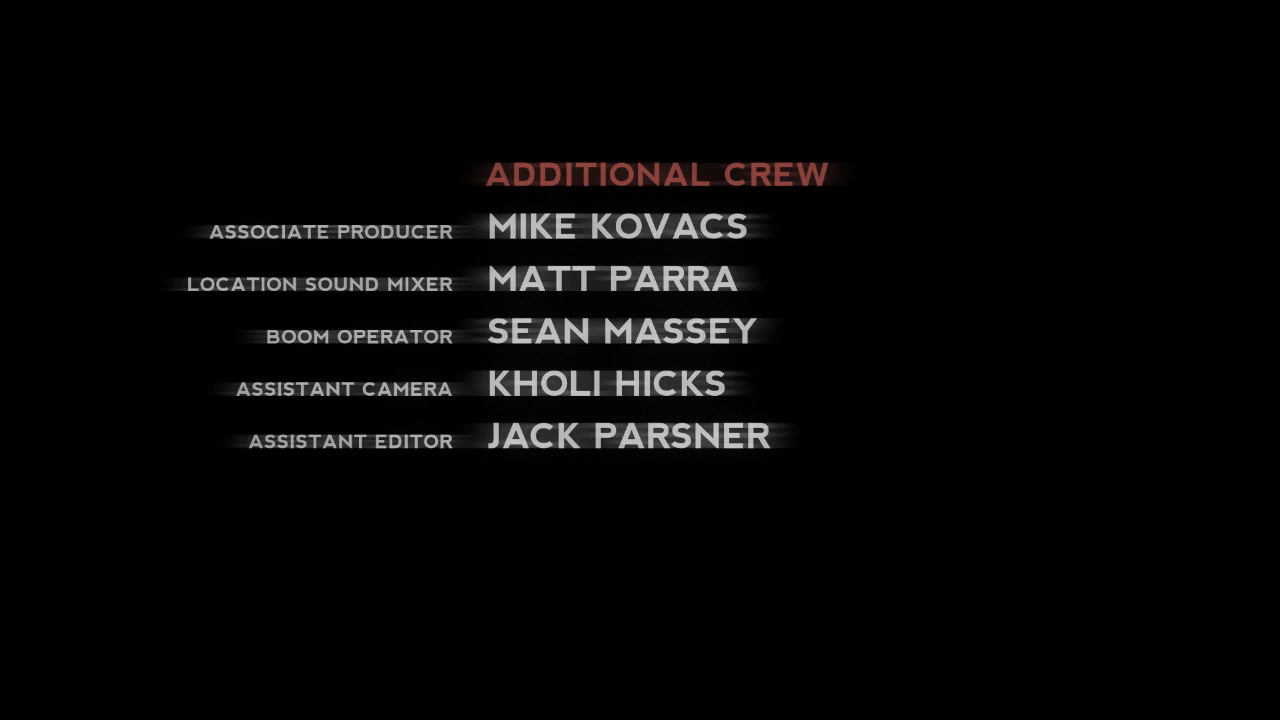 ADDITIONAL CREW
ASSOCIATE PRODUCER MIKE KOVACS
LOCATION SOUND MIXER MATT PARRA
BOOM OPERATOR SEAN MASSEY
ASSISTANT CAMERA KHOLI HICKS
ASSISTANT EDITOR JACK PARSNER